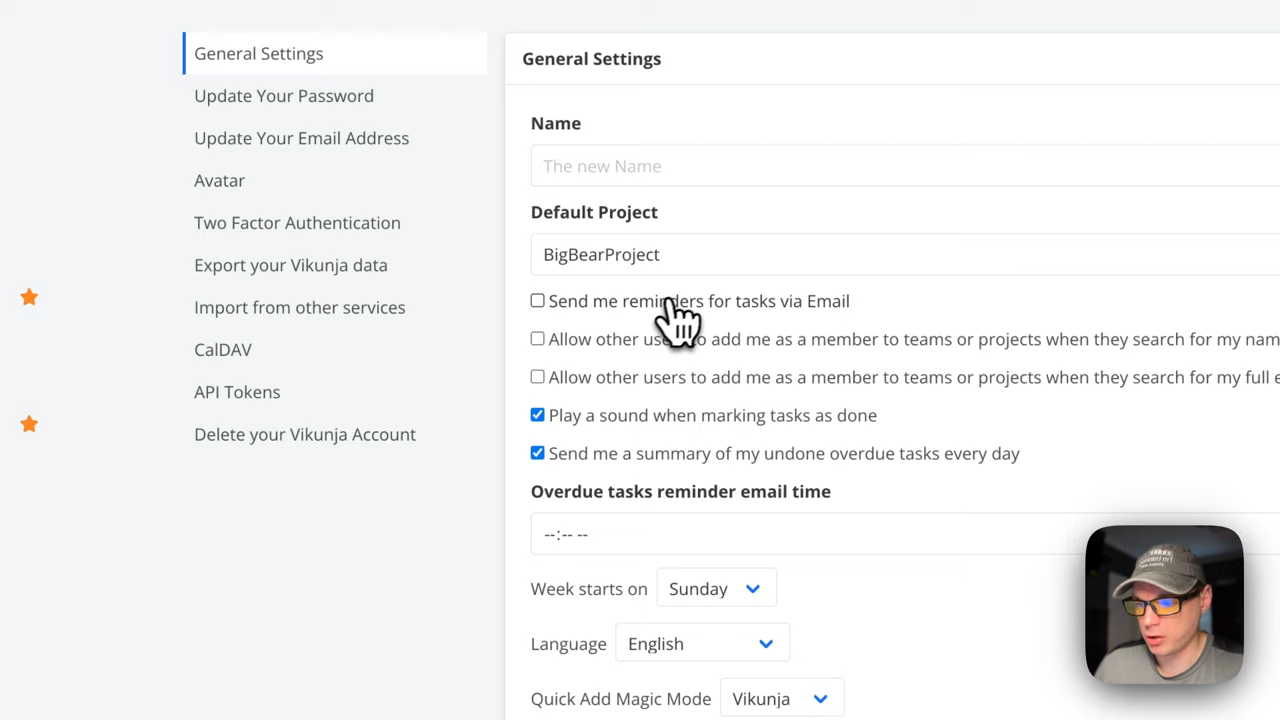 General Settings
Update Your Password
Update Your Email Address
Avatar
Two Factor Authentication
Export your Vikunja data
Import from other services
CalDAV
API Tokens
Delete your Vikunja Account
General Settings
Name
The new Name
Default Project
BigBearProject
Send me reminders for tasks via Email
Allow other users to add me as a member to teams or projects when they search for my nam
Allow other users to add me as a member to teams or projects when they search for my full e
Play a sound when marking tasks as done
Send me a summary of my undone overdue tasks every day
Overdue tasks reminder email time
--:-- --
Week starts on Sunday
Language English
Quick Add Magic Mode Vikunja